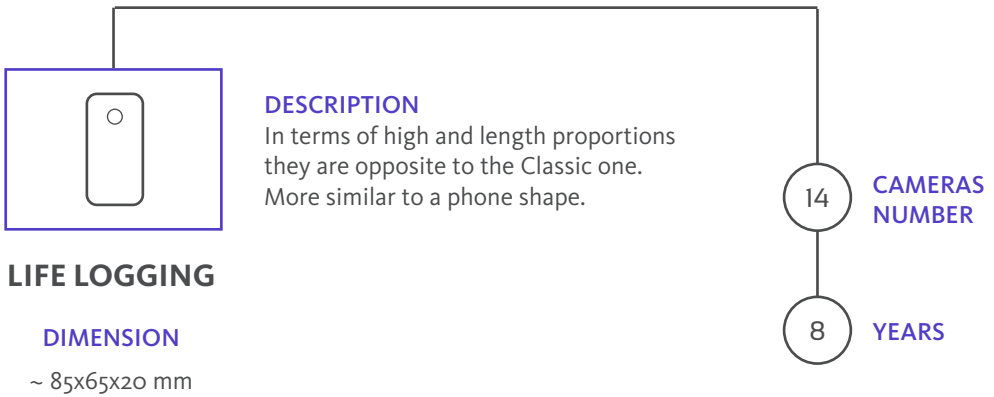 DESCRIPTION
In terms of high and length proportions
they are opposite to the Classic one.
More similar to a phone shape.
LIFE LOGGING
DIMENSION
~ 85x65x20 mm
14
CAMERAS
NUMBER
8
YEARS